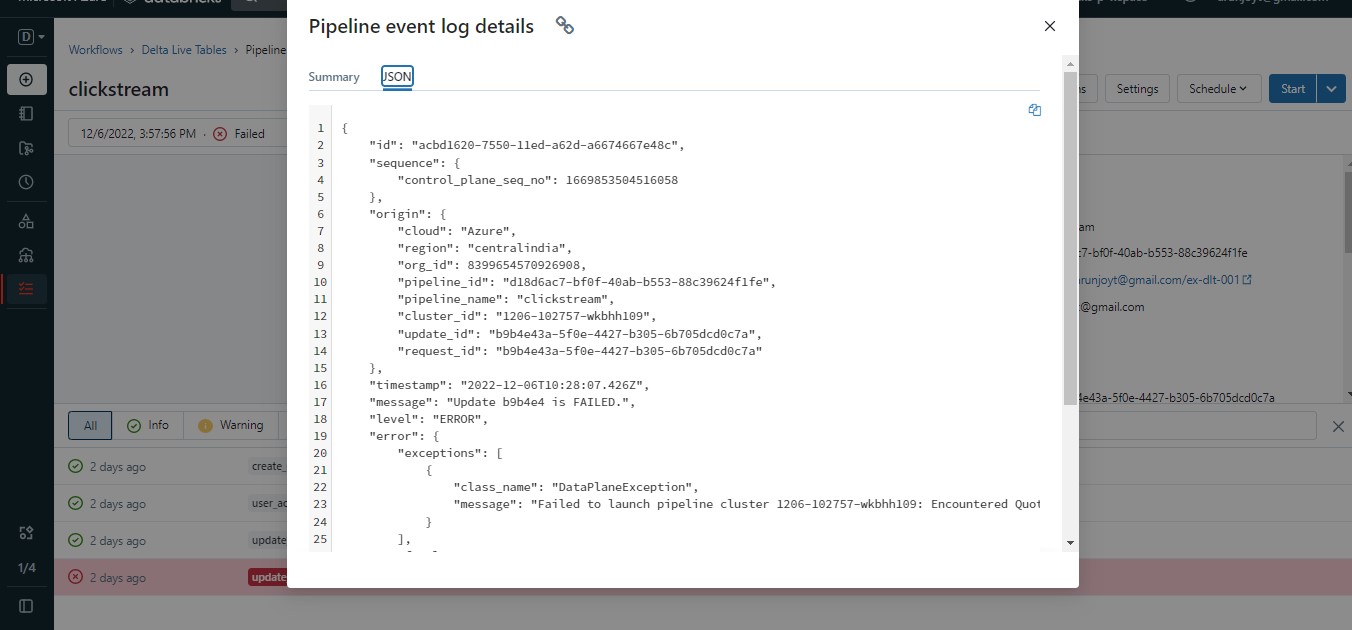 databricks
Pipeline event log details
D
Workflows › Delta Live Tables › Pipeline
Summary
JSON
clickstream
Settings
Schedule
Start
12/6/2022, 3:57:56 PM · Failed
1 {
2 "id": "acbd1620-7550-11ed-a62d-a6674667e48c",
3 "sequence": {
4 "control_plane_seq_no": 1669853504516058
5 },
6 "origin": {
7 "cloud": "Azure",
8 "region": "centralindia",
9 "org_id": 8399654570926908,
10 "pipeline_id": "d18d6ac7-bf0f-40ab-b553-88c39624f1fe",
11 "pipeline_name": "clickstream",
12 "cluster_id": "1206-102757-wkbhh109",
13 "update_id": "b9b4e43a-5f0e-4427-b305-6b705dcd0c7a",
14 "request_id": "b9b4e43a-5f0e-4427-b305-6b705dcd0c7a"
15 },
16 "timestamp": "2022-12-06T10:28:07.426Z",
17 "message": "Update b9b4e4 is FAILED.",
18 "level": "ERROR",
19 "error": {
20 "exceptions": [
21 {
22 "class_name": "DataPlaneException",
23 "message": "Failed to launch pipeline cluster 1206-102757-wkbhh109: Encountered Quot
24 }
25 ],
am
c7-bf0f-40ab-b553-88c39624f1fe
arunjoyt@gmail.com/ex-dlt-001
t@gmail.com
4e43a-5f0e-4427-b305-6b705dcd0c7a
All
Info
Warning
2 days ago create_
2 days ago user_ac
2 days ago update
2 days ago update
1/4